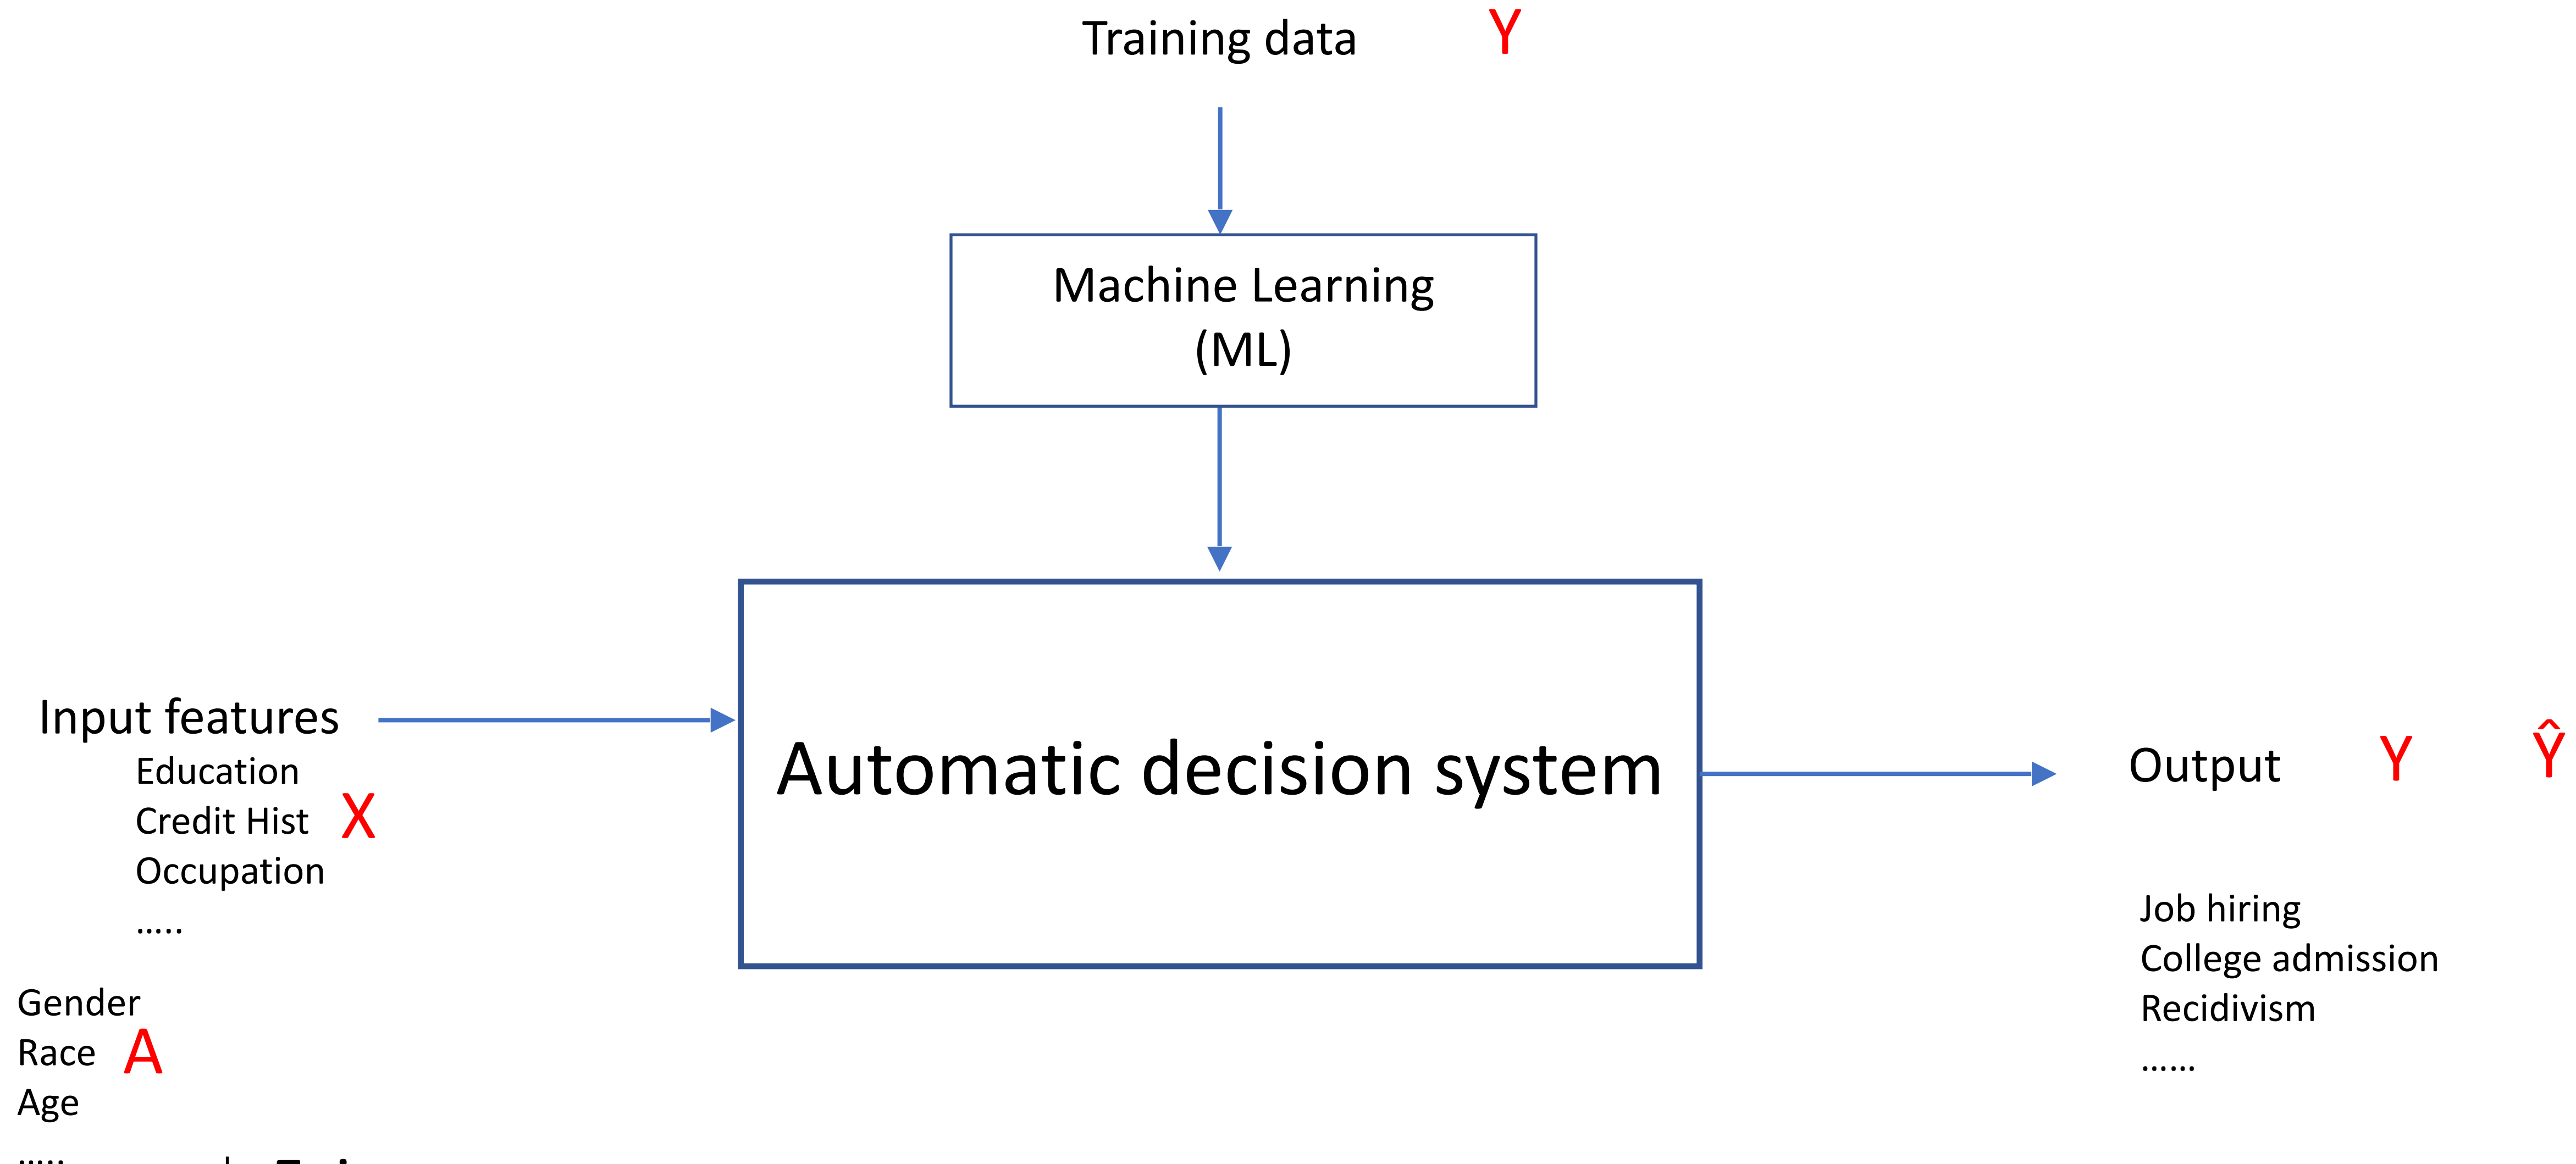 Training data Y
Machine Learning
(ML)
Automatic decision system
Input features
Education
Credit Hist X
Occupation
.....
Gender
Race A
Age
.....
Output Y Ŷ
Job hiring
College admission
Recidivism
......